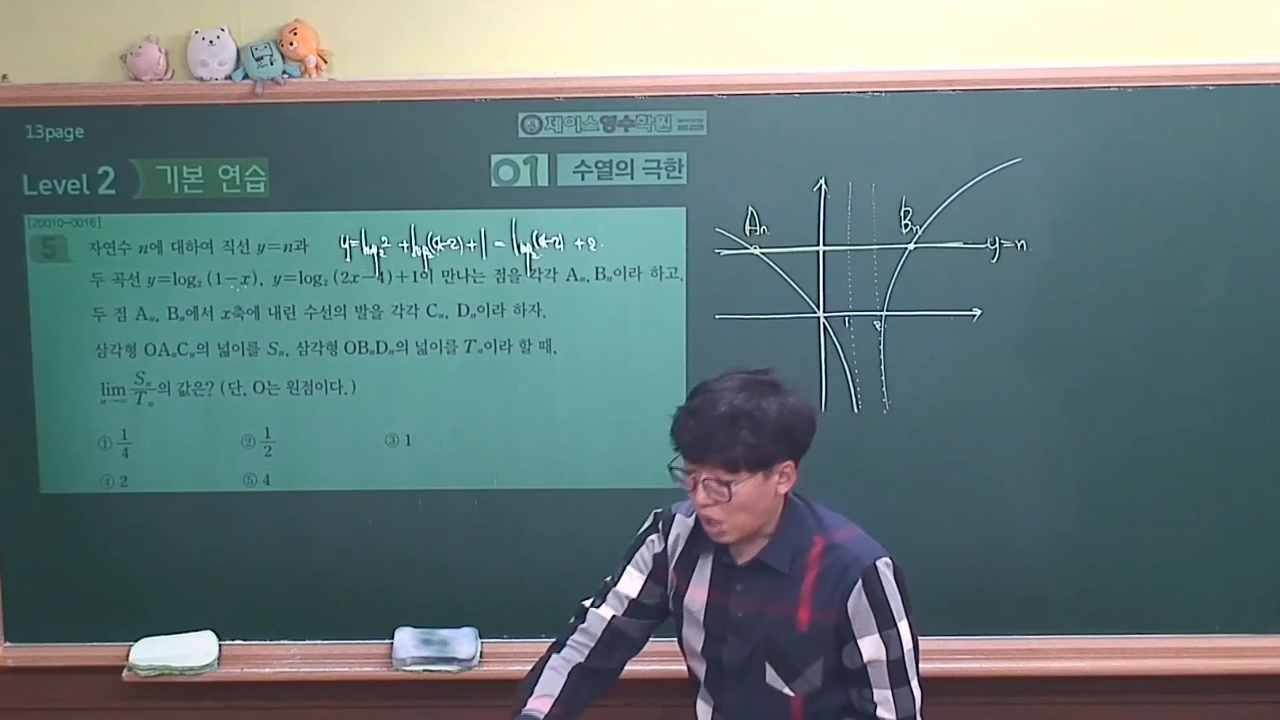 13page
제이스영수학원
Level 2 기본 연습
01 수열의 극한
[20010-0016]
5 자연수 n에 대하여 직선 y=n과
y=log₂2+log₂(x-2)+1=log₂(x-2)+2.
두 곡선 y=log₂(1-x), y=log₂(2x-4)+1이 만나는 점을 각각 Aₙ, Bₙ이라 하고,
두 점 Aₙ, Bₙ에서 x축에 내린 수선의 발을 각각 Cₙ, Dₙ이라 하자.
삼각형 OAₙCₙ의 넓이를 Sₙ, 삼각형 OBₙDₙ의 넓이를 Tₙ이라 할 때,
lim n→∞ Sₙ/Tₙ의 값은? (단, O는 원점이다.)
① 1/4 ② 1/2 ③ 1
④ 2 ⑤ 4
Aₙ Bₙ
y=n
1 2